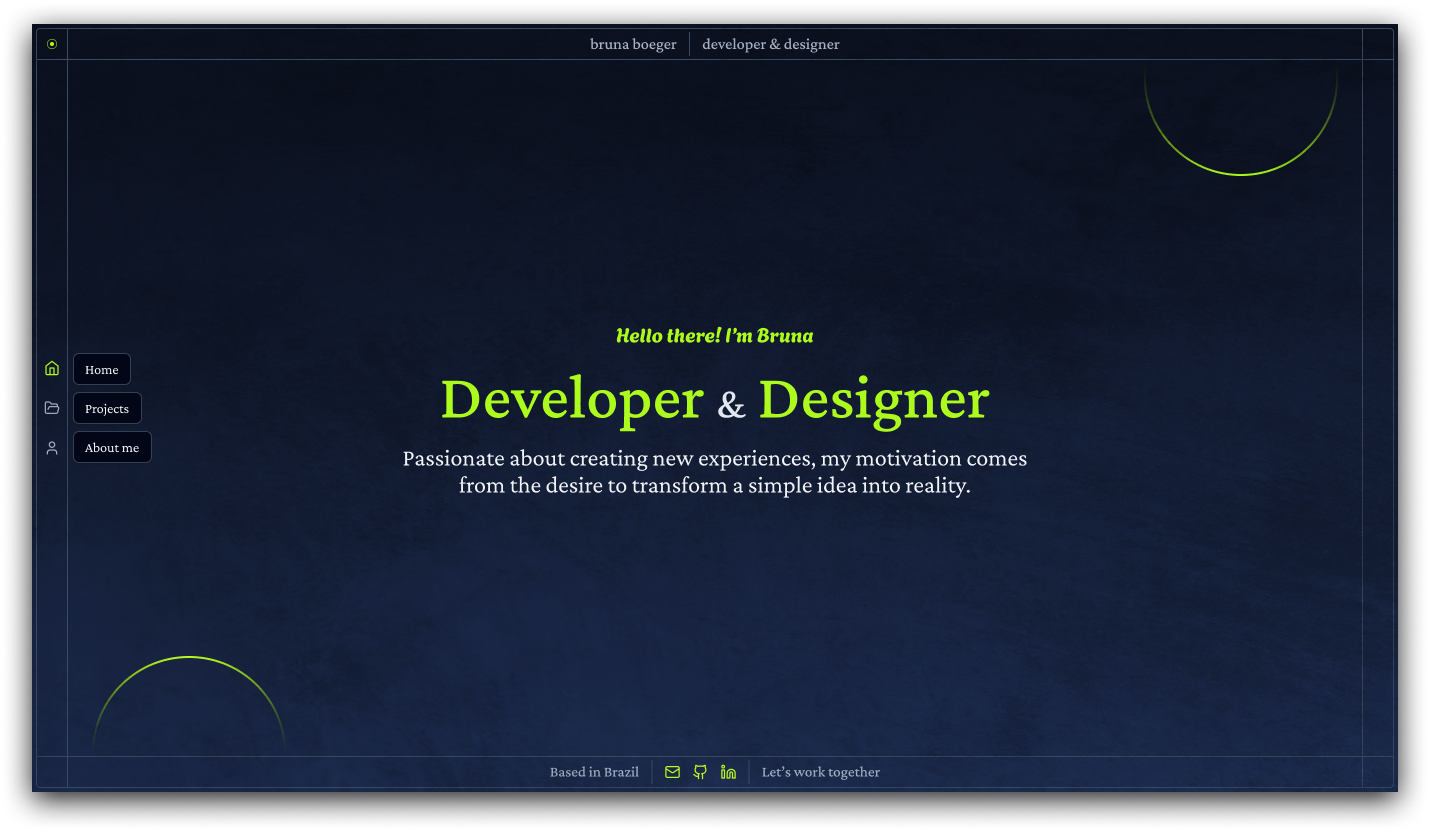 bruna boeger developer & designer
Hello there! I’m Bruna
Developer & Designer
Passionate about creating new experiences, my motivation comes
from the desire to transform a simple idea into reality.
Home
Projects
About me
Based in Brazil Let’s work together